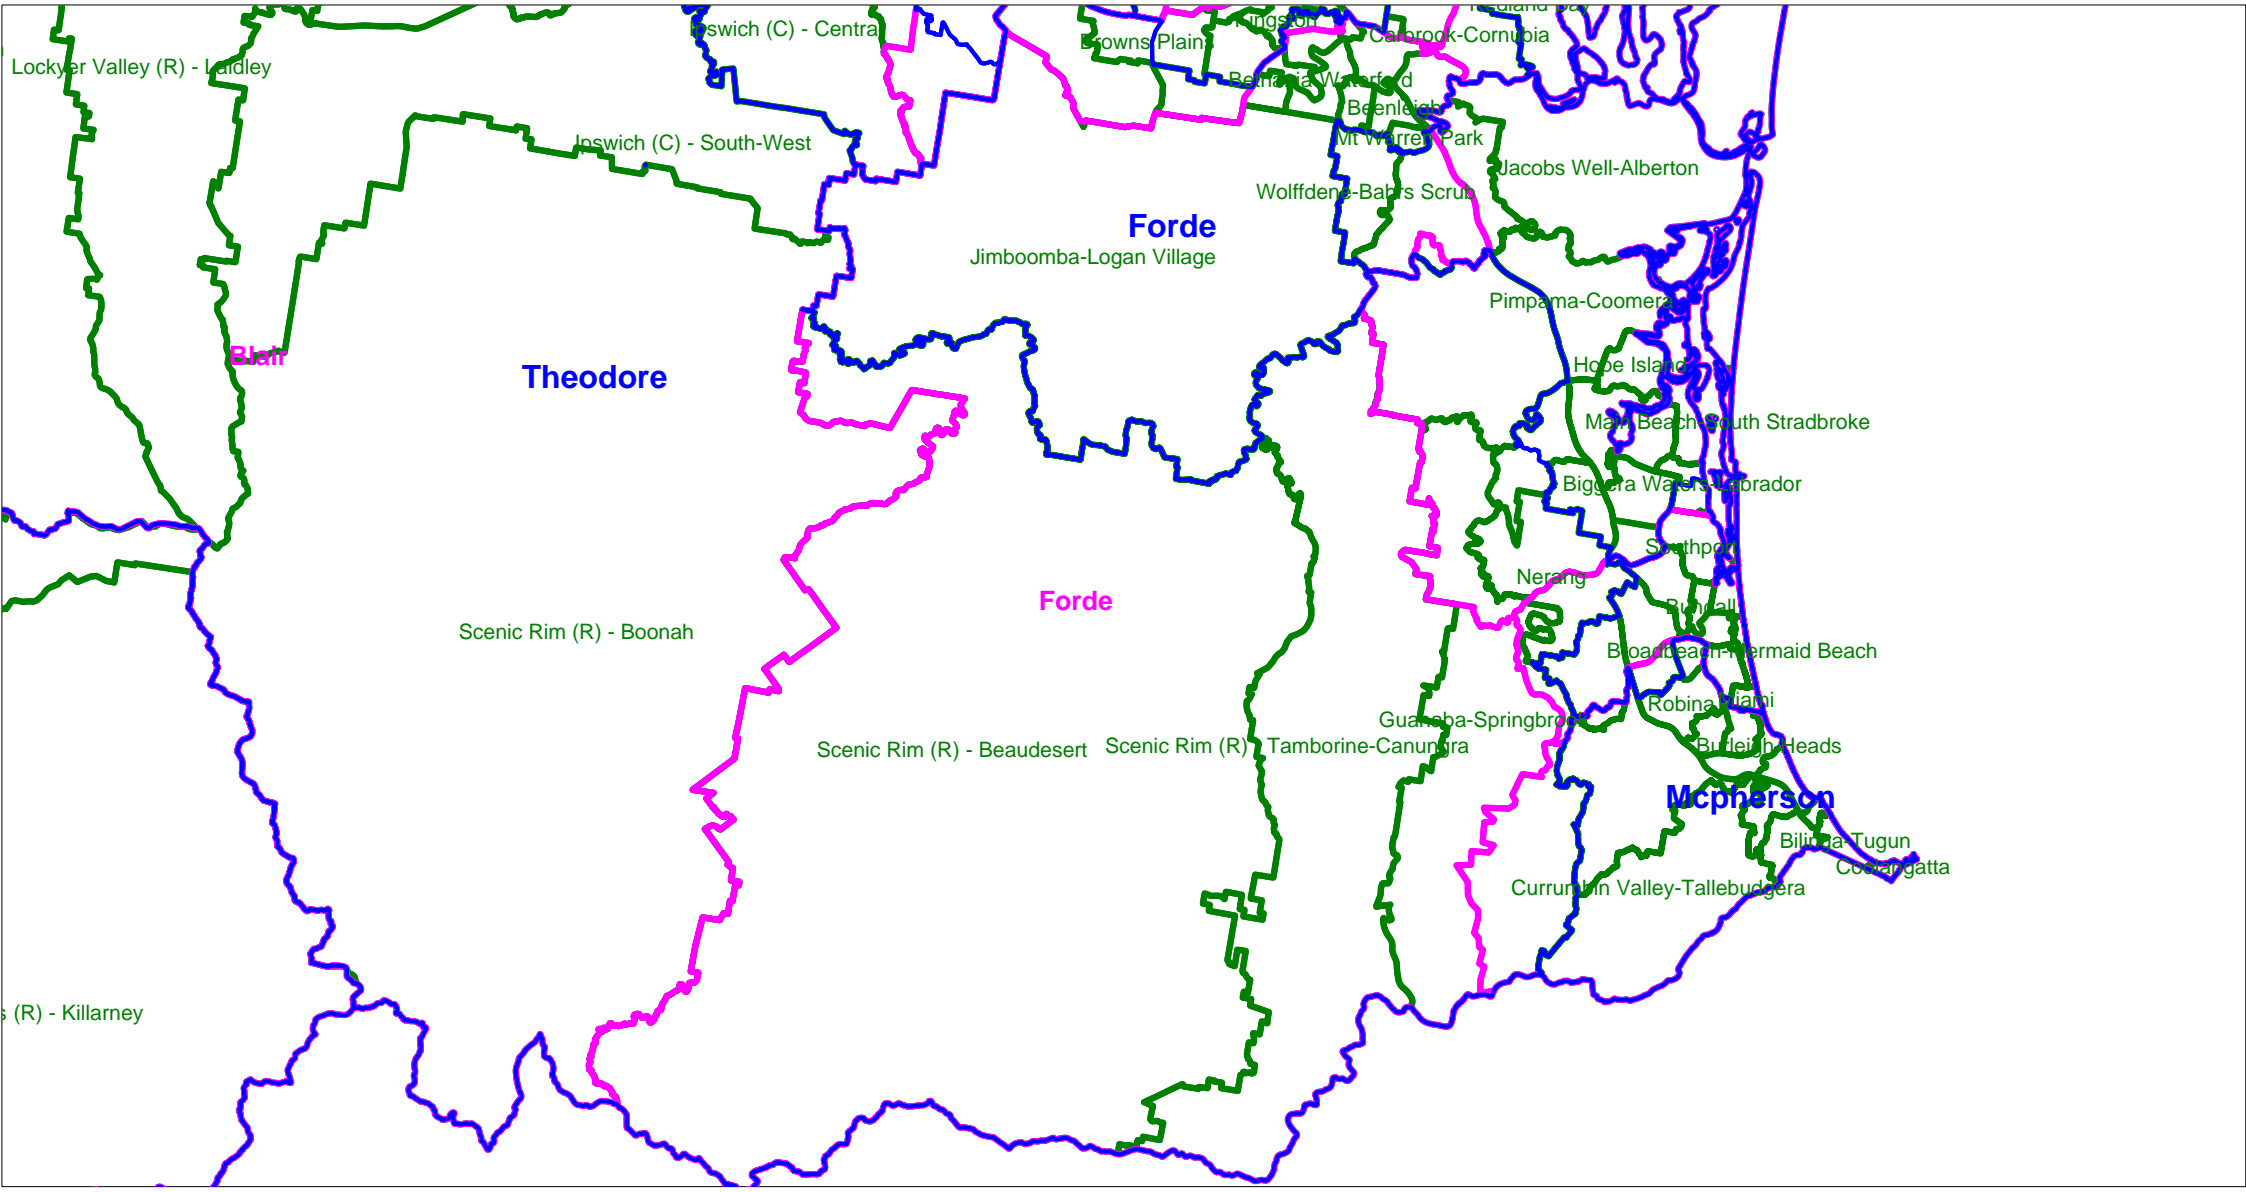 Ipswich (C) - Central
Kingston
Browns Plains
Carbrook-Cornubia
Lockyer Valley (R) - Laidley
Bethania-Waterford
Beenleigh
Mt Warren Park
Ipswich (C) - South-West
Jacobs Well-Alberton
Wolffdene-Bahrs Scrub
Forde
Jimboomba-Logan Village
Pimpama-Coomera
Blair
Hope Island
Theodore
Main Beach-South Stradbroke
Biggera Waters-Labrador
Southport
Nerang
Forde
Bundall
Scenic Rim (R) - Boonah
Broadbeach-Mermaid Beach
Robina
Miami
Guanaba-Springbrook
Scenic Rim (R) - Beaudesert
Scenic Rim (R) - Tamborine-Canungra
Burleigh Heads
Mcpherson
Bilinga-Tugun
Coolangatta
Currumbin Valley-Tallebudgera
(R) - Killarney